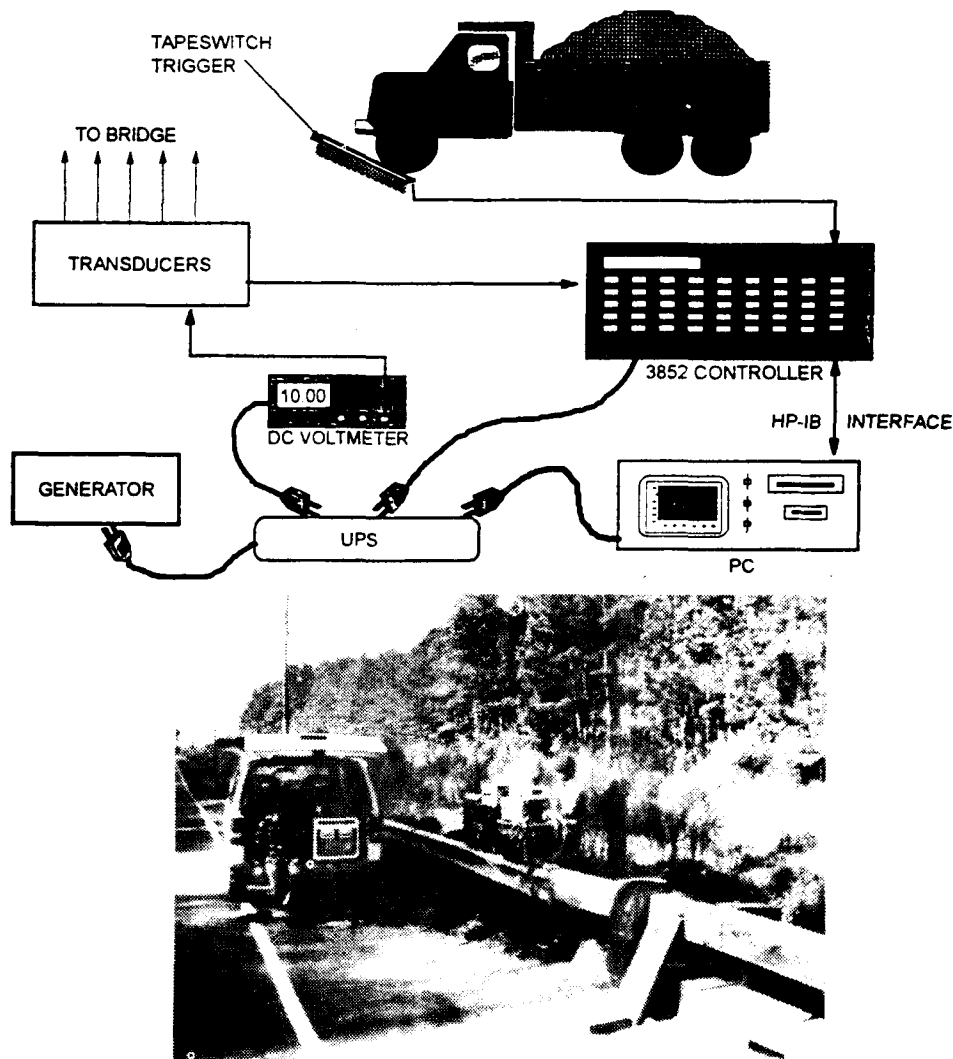 TAPESWITCH
TRIGGER
TO BRIDGE
TRANSDUCERS
3852 CONTROLLER
10.00
DC VOLTMETER
HP-IB INTERFACE
GENERATOR
UPS
PC